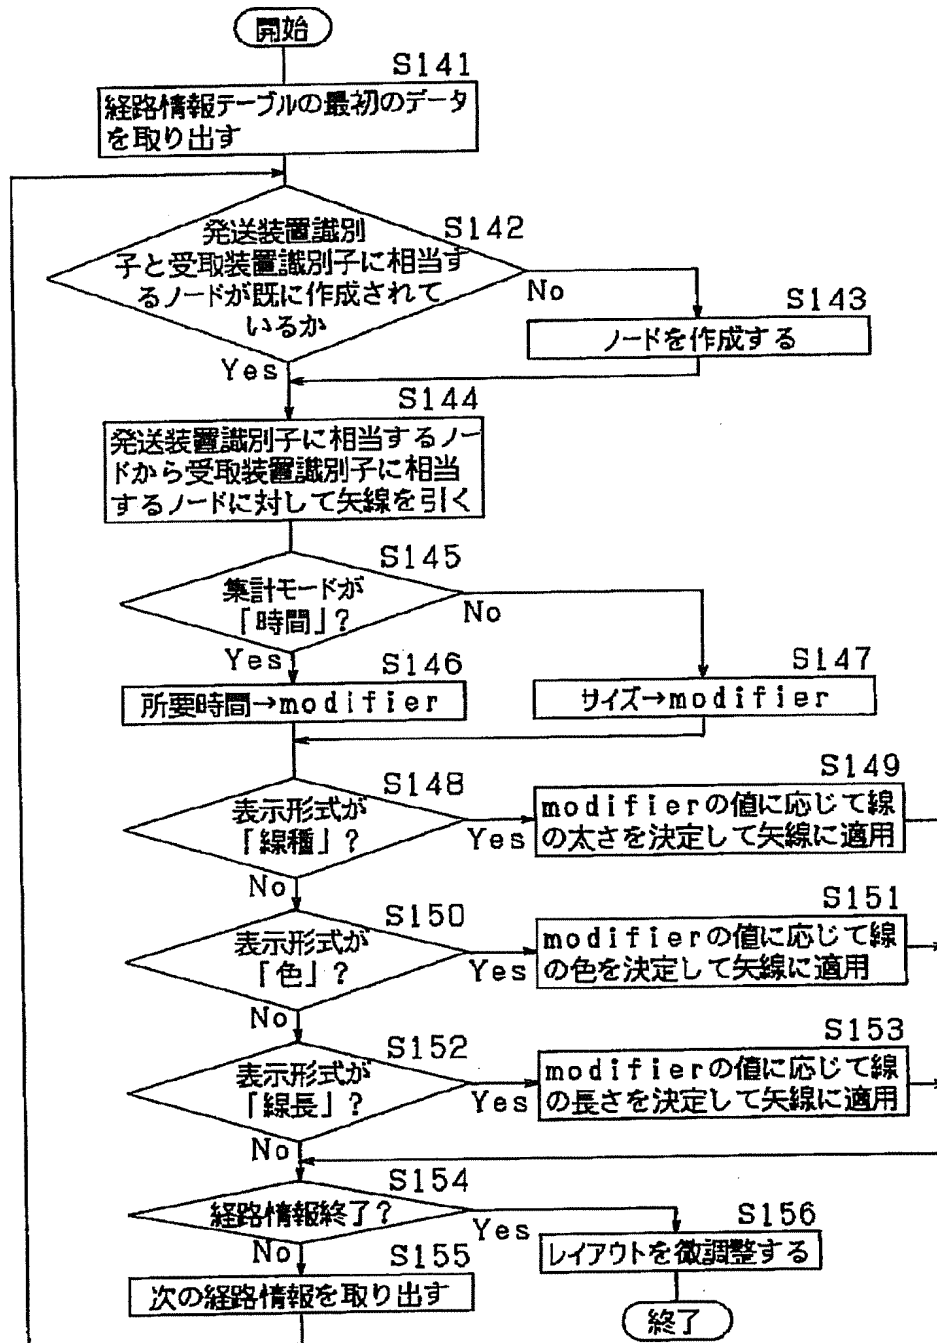 開始
S141
経路情報テーブルの最初のデータ
を取り出す
S142
発送装置識別
子と受取装置識別子に相当す
るノードが既に作成されて
いるか
No
Yes
S143
ノードを作成する
S144
発送装置識別子に相当するノー
ドから受取装置識別子に相当
するノードに対して矢線を引く
S145
集計モードが
「時間」?
No
Yes
S146
所要時間→modifier
S147
サイズ→modifier
S148
表示形式が
「線種」?
Yes
No
S149
modifierの値に応じて線
の太さを決定して矢線に適用
S150
表示形式が
「色」?
Yes
No
S151
modifierの値に応じて線
の色を決定して矢線に適用
S152
表示形式が
「線長」?
Yes
No
S153
modifierの値に応じて線
の長さを決定して矢線に適用
S154
経路情報終了?
Yes
No
S155
次の経路情報を取り出す
S156
レイアウトを微調整する
終了